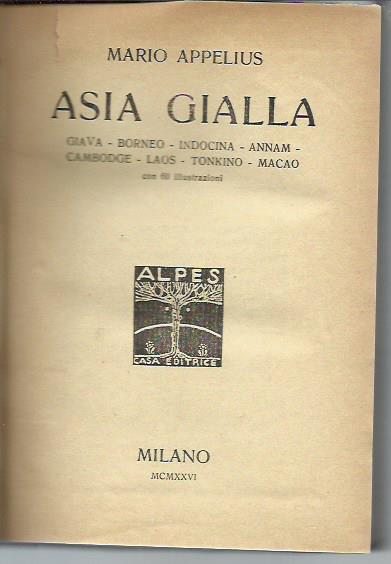 MARIO APPELIUS
ASIA GIALLA
GIAVA - BORNEO - INDOCINA - ANNAM -
CAMBODGE - LAOS - TONKINO - MACAO
con 60 illustrazioni
ALPES
CASA EDITRICE
MILANO
MCMXXVI